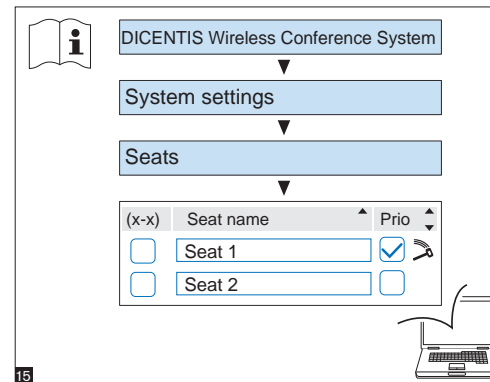 i
DICENTIS Wireless Conference System
System settings
Seats
(x-x) Seat name Prio
Seat 1
Seat 2
15